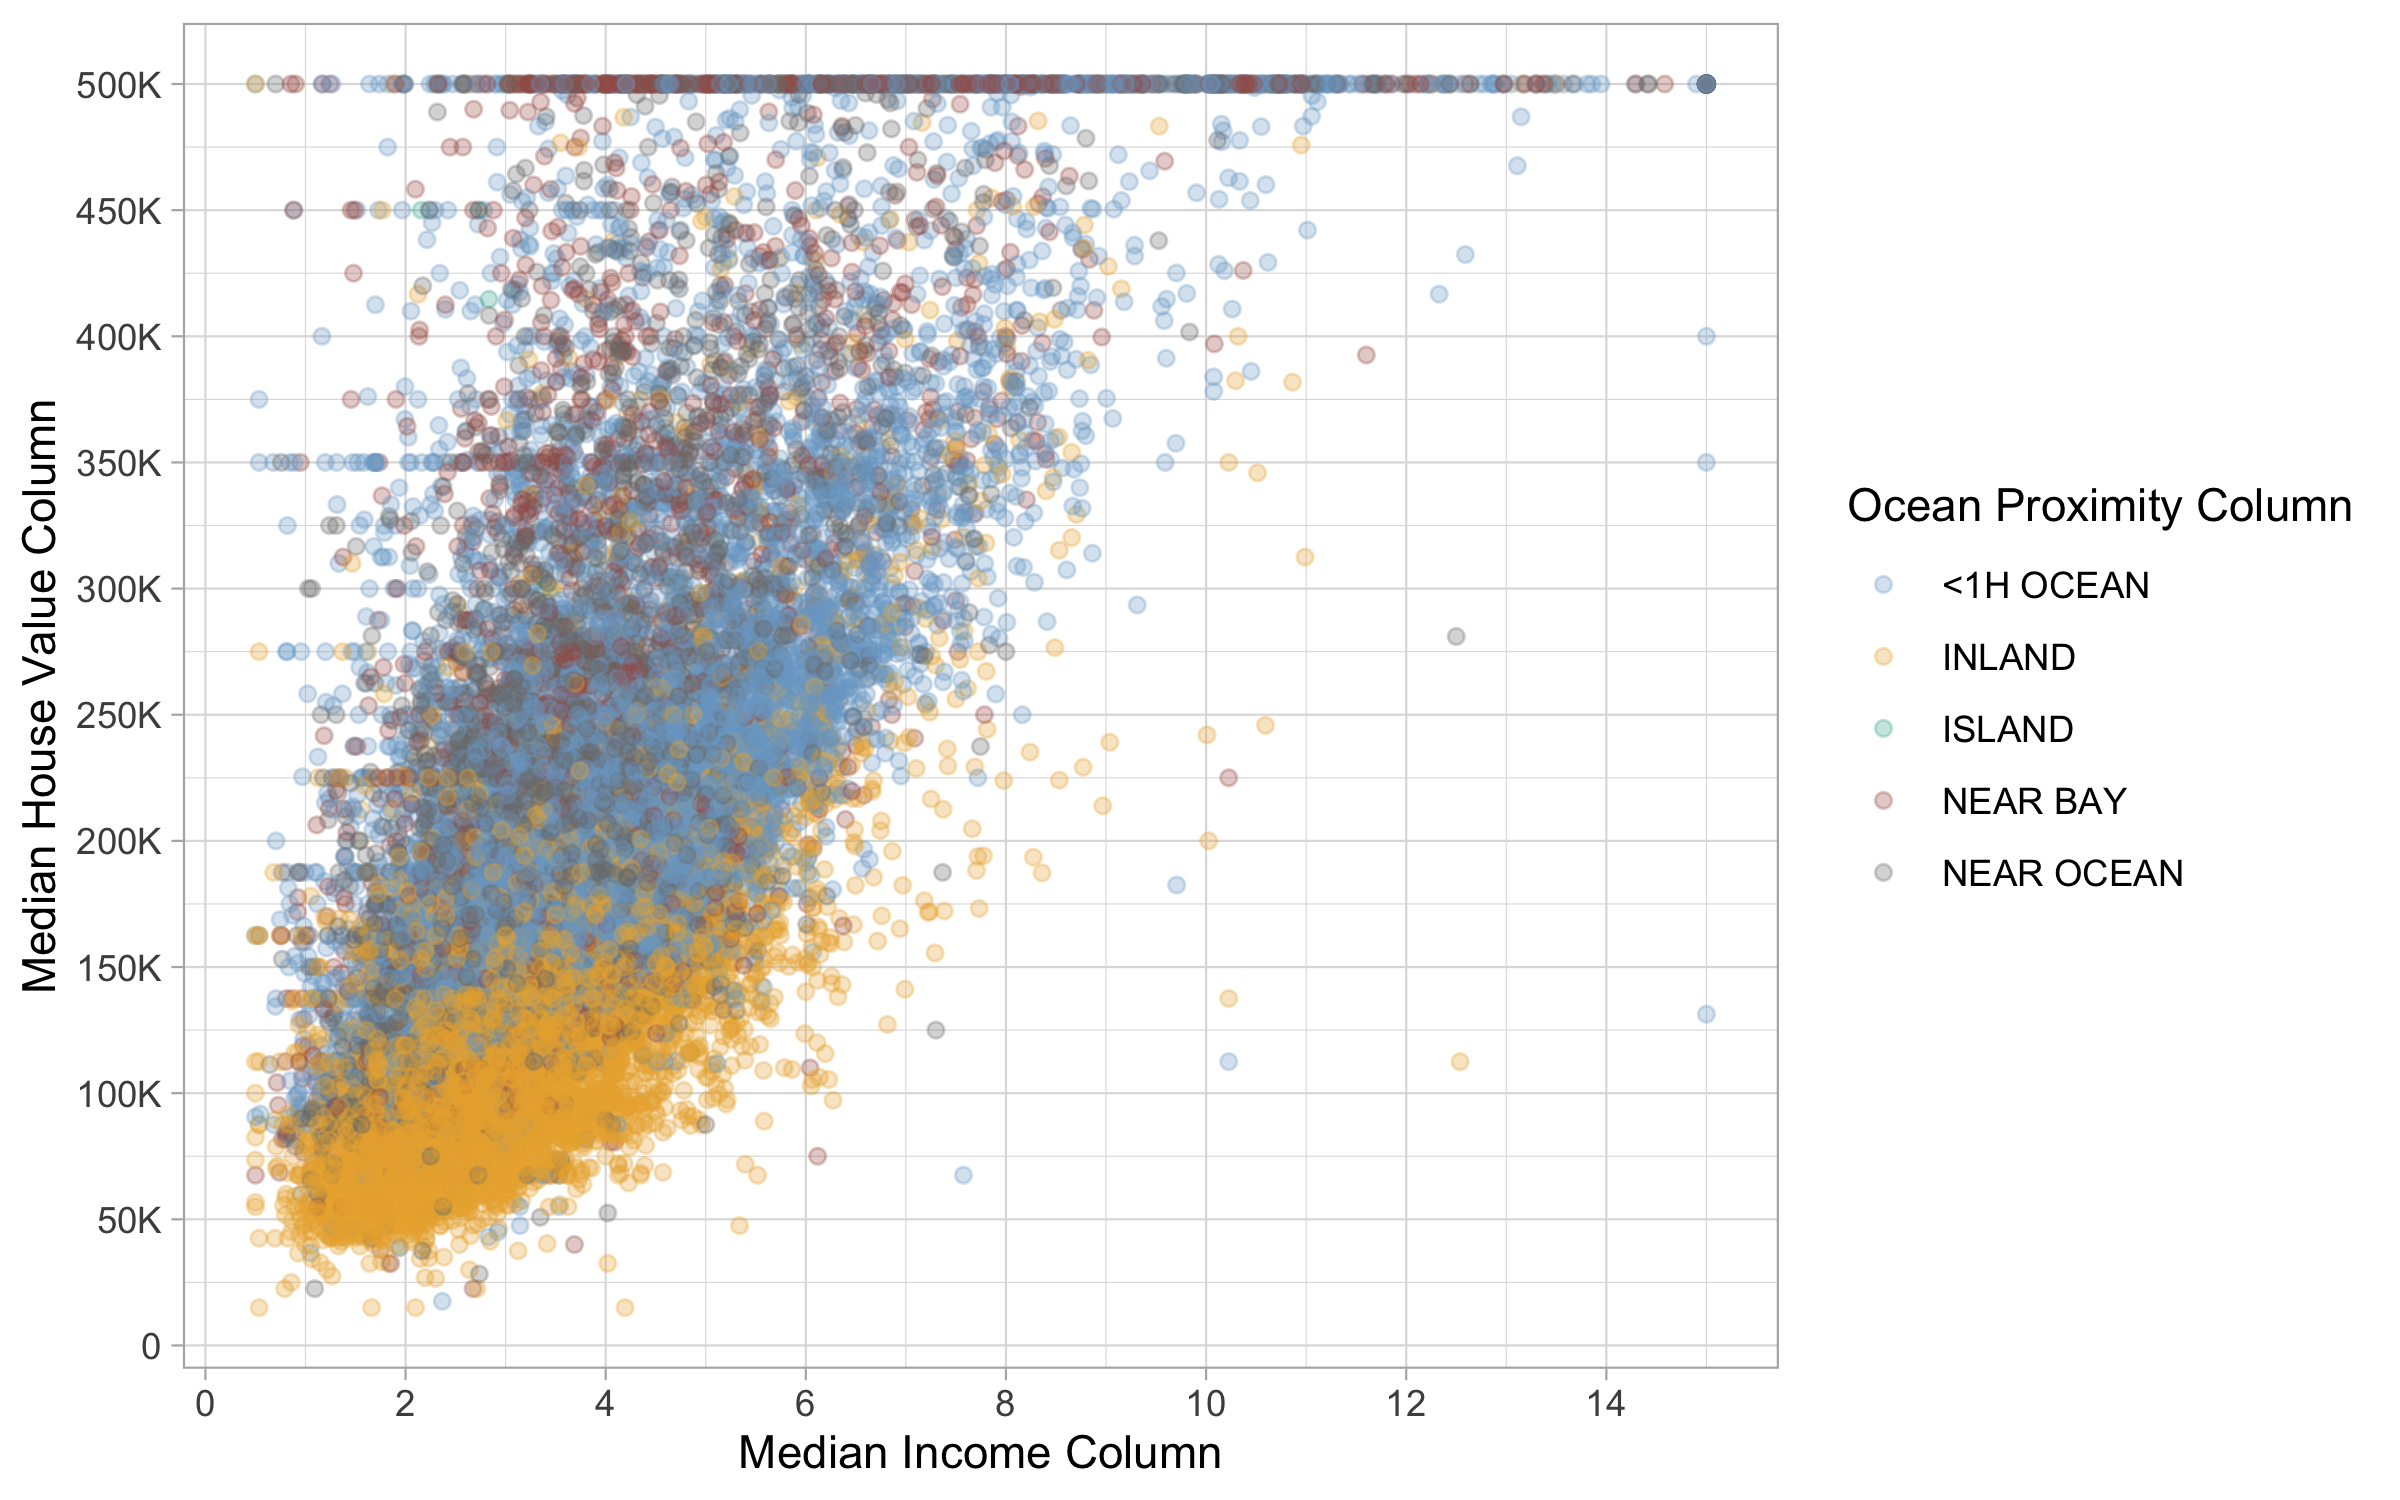 500K
450K
400K
350K
300K
250K
200K
150K
100K
50K
0
Median House Value Column
0 2 4 6 8 10 12 14
Median Income Column
Ocean Proximity Column
<1H OCEAN
INLAND
ISLAND
NEAR BAY
NEAR OCEAN